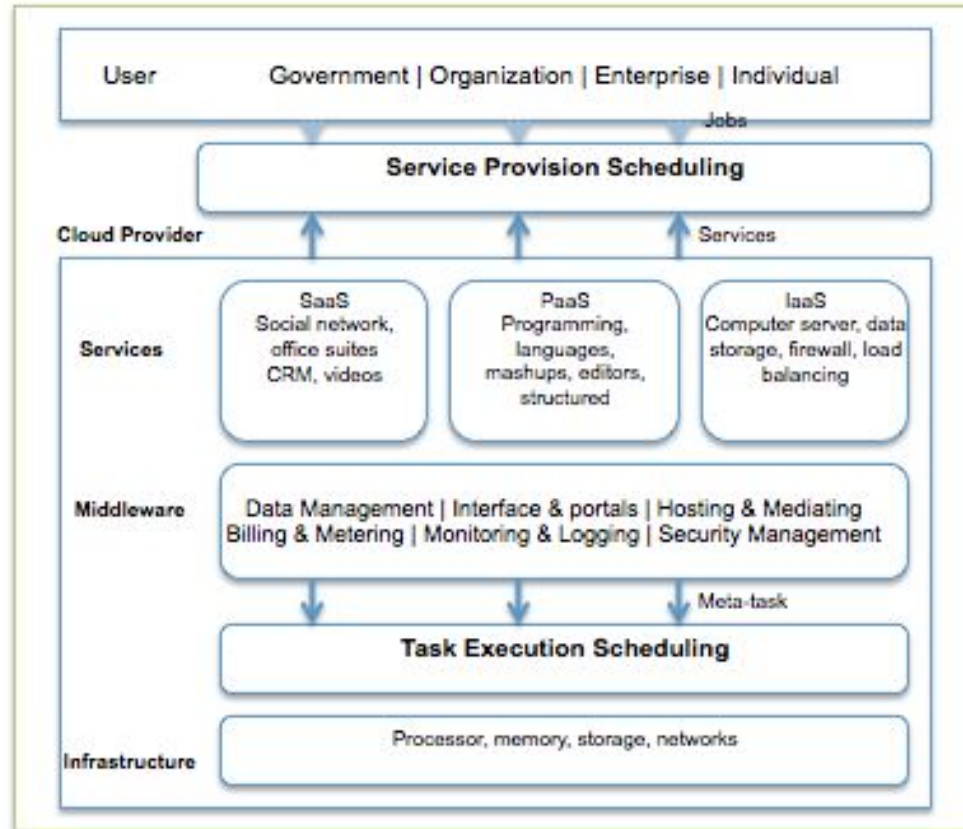 User Government | Organization | Enterprise | Individual
Jobs
Service Provision Scheduling
Cloud Provider
Services
Services
SaaS
Social network,
office suites
CRM, videos
PaaS
Programming,
languages,
mashups, editors,
structured
IaaS
Computer server, data
storage, firewall, load
balancing
Middleware
Data Management | Interface & portals | Hosting & Mediating
Billing & Metering | Monitoring & Logging | Security Management
Meta-task
Task Execution Scheduling
Processor, memory, storage, networks
Infrastructure